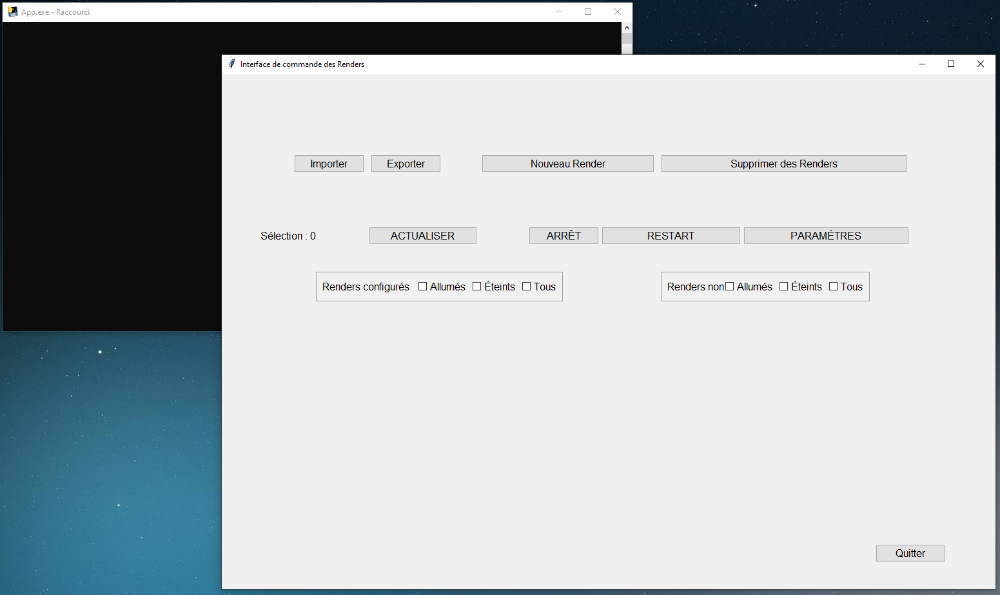 App.exe - Raccourci
Interface de commande des Renders
Importer Exporter Nouveau Render Supprimer des Renders
Sélection : 0 ACTUALISER ARRÊT RESTART PARAMÈTRES
Renders configurés Allumés Éteints Tous Renders non Allumés Éteints Tous
Quitter